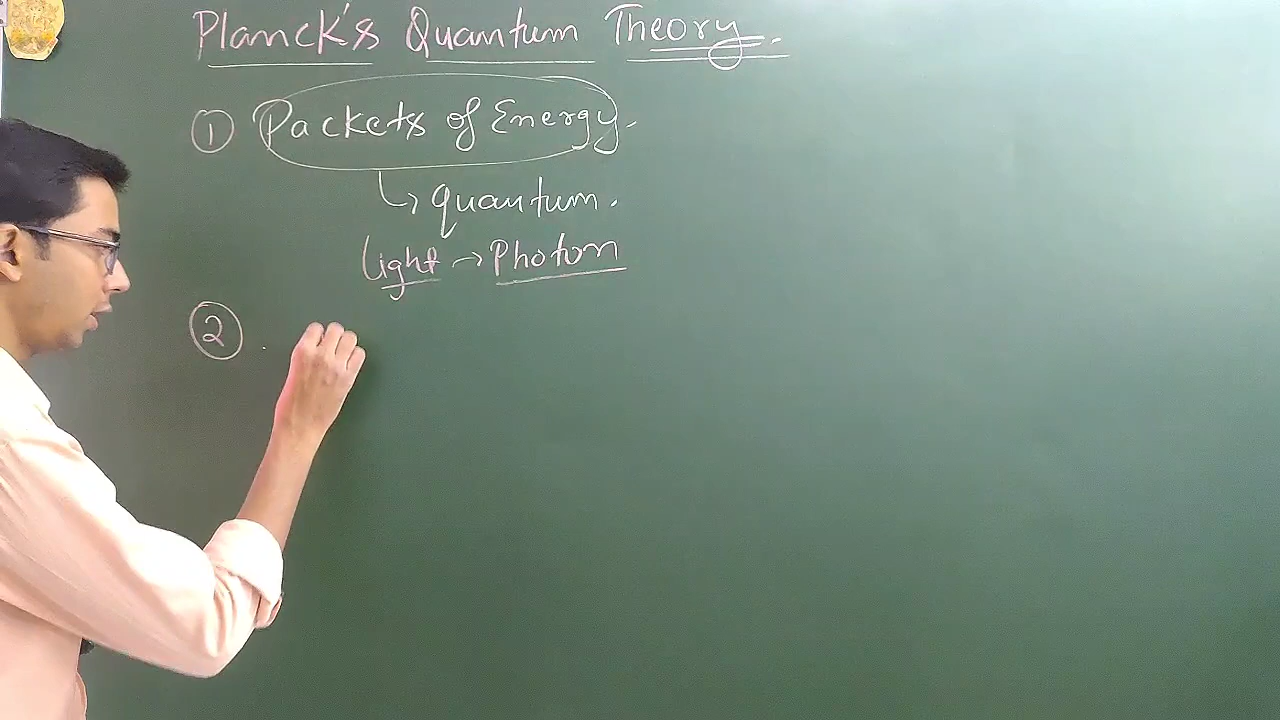 Planck's Quantum Theory.
① Packets of Energy.
↳ quantum.
Light → Photon
②